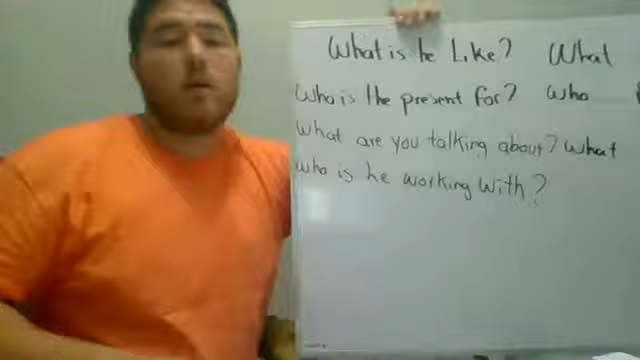 What is he Like? What
Who is the present for? who
What are you talking about? What
who is he working with?